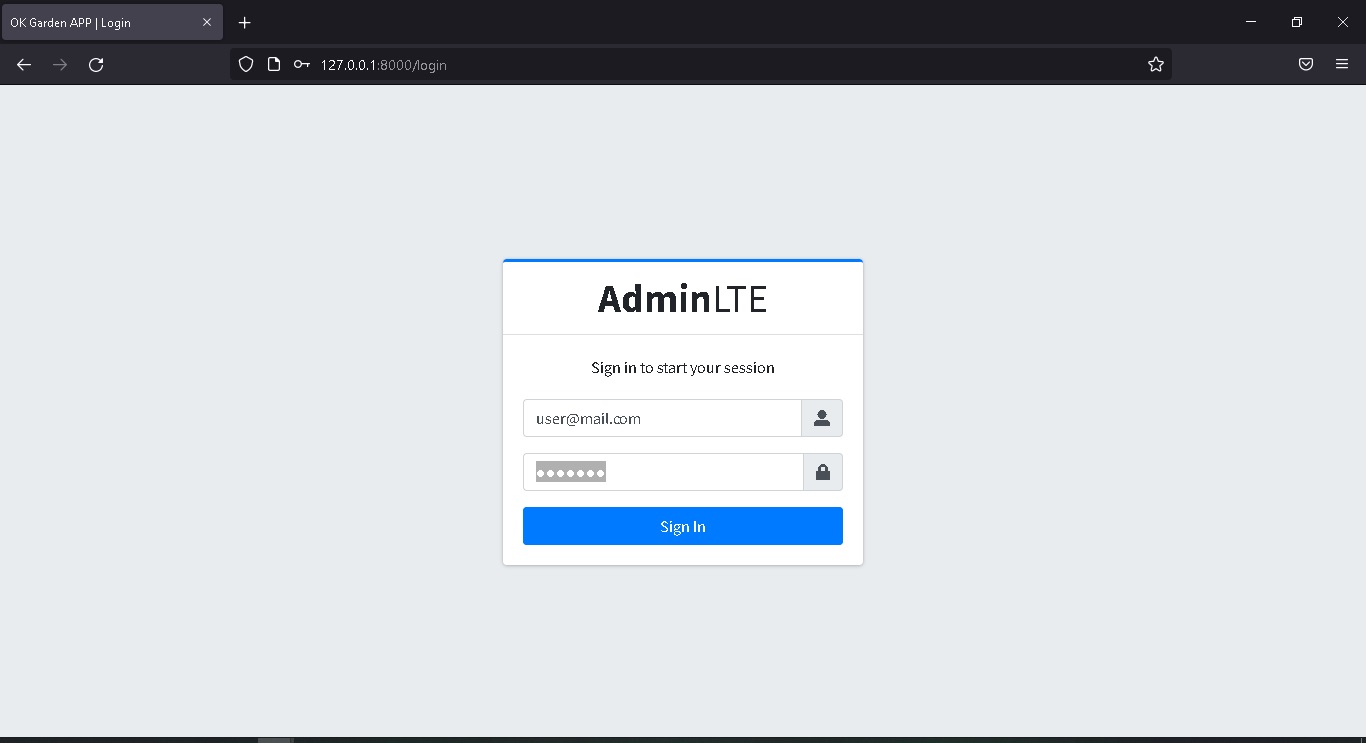 OK Garden APP | Login
127.0.0.1:8000/login
AdminLTE
Sign in to start your session
user@mail.com
Sign In